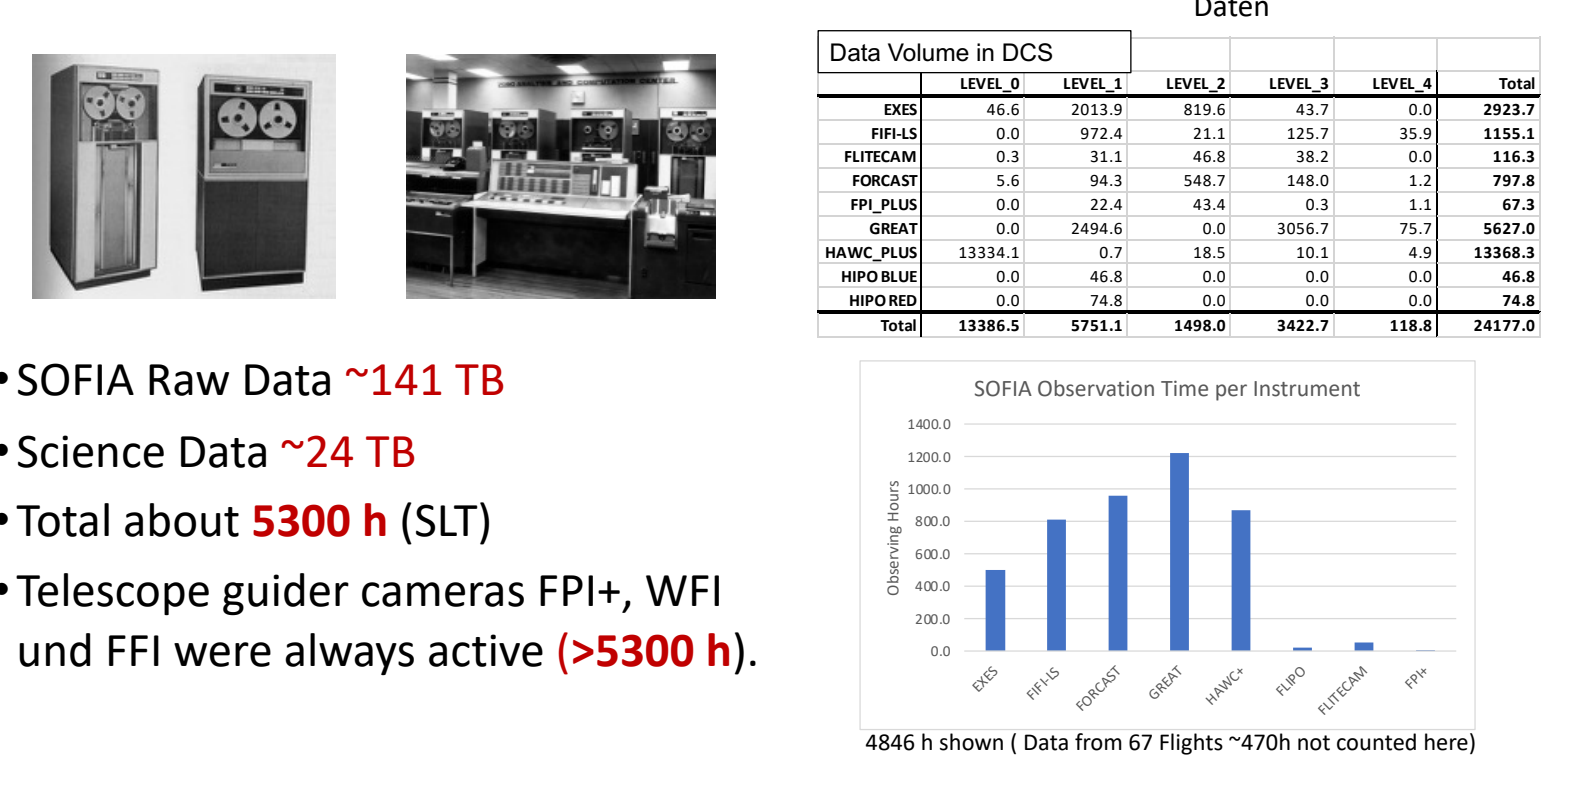 Daten
Data Volume in DCS
LEVEL_0 LEVEL_1 LEVEL_2 LEVEL_3 LEVEL_4 Total
EXES 46.6 2013.9 819.6 43.7 0.0 2923.7
FIFI-LS 0.0 972.4 21.1 125.7 35.9 1155.1
FLITECAM 0.3 31.1 46.8 38.2 0.0 116.3
FORCAST 5.6 94.3 548.7 148.0 1.2 797.8
FPI_PLUS 0.0 22.4 43.4 0.3 1.1 67.3
GREAT 0.0 2494.6 0.0 3056.7 75.7 5627.0
HAWC_PLUS 13334.1 0.7 18.5 10.1 4.9 13368.3
HIPO BLUE 0.0 46.8 0.0 0.0 0.0 46.8
HIPO RED 0.0 74.8 0.0 0.0 0.0 74.8
Total 13386.5 5751.1 1498.0 3422.7 118.8 24177.0
AND COMPUTATION CENTER
• SOFIA Raw Data ~141 TB
• Science Data ~24 TB
• Total about 5300 h (SLT)
• Telescope guider cameras FPI+, WFI
und FFI were always active (>5300 h).
SOFIA Observation Time per Instrument
Observing Hours
1400.0
1200.0
1000.0
800.0
600.0
400.0
200.0
0.0
EXES FIFI-LS FORCAST GREAT HAWC+ FLIPO FLITECAM FPI+
4846 h shown ( Data from 67 Flights ~470h not counted here)